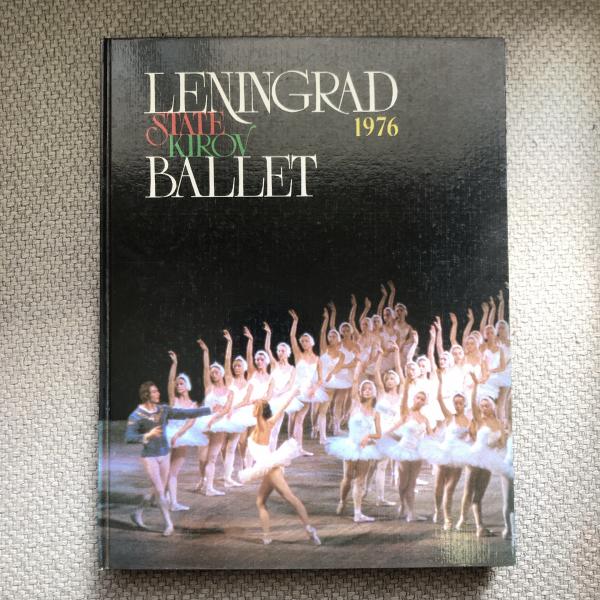 LENINGRAD
STATE 1976
KIROV
BALLET